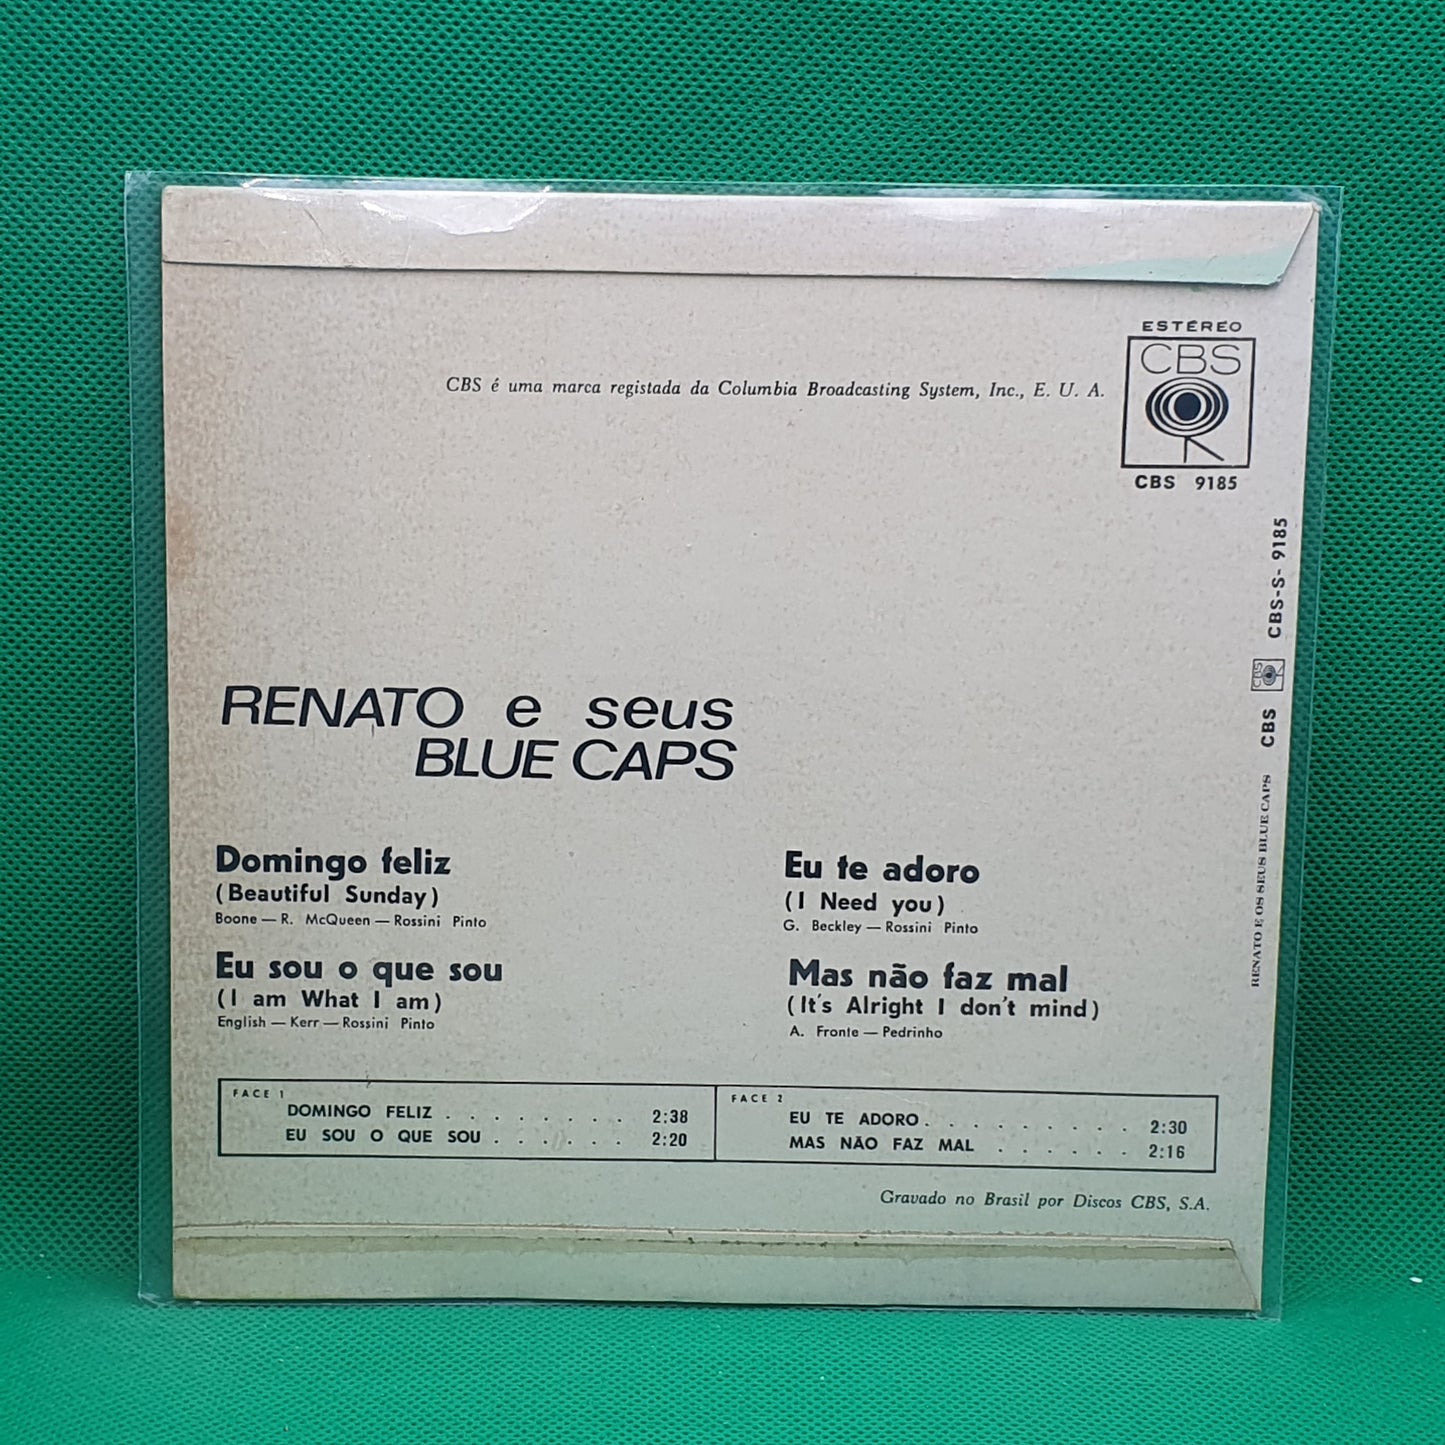 ESTÉREO
CBS
CBS é uma marca registada da Columbia Broadcasting System, Inc., E. U. A.
CBS 9185
CBS-S- 9185
CBS
CBS
RENATO E OS SEUS BLUE CAPS
RENATO e seus
BLUE CAPS
Domingo feliz
(Beautiful Sunday)
Boone — R. McQueen — Rossini Pinto
Eu sou o que sou
(I am What I am)
English — Kerr — Rossini Pinto
Eu te adoro
(I Need you)
G. Beckley — Rossini Pinto
Mas não faz mal
(It's Alright I don't mind)
A. Fronte — Pedrinho
FACE 1
DOMINGO FELIZ . . . . . . . . 2:38
EU SOU O QUE SOU . . . . . . 2:20
FACE 2
EU TE ADORO . . . . . . . . . 2:30
MAS NÃO FAZ MAL . . . . . . 2:16
Gravado no Brasil por Discos CBS, S.A.